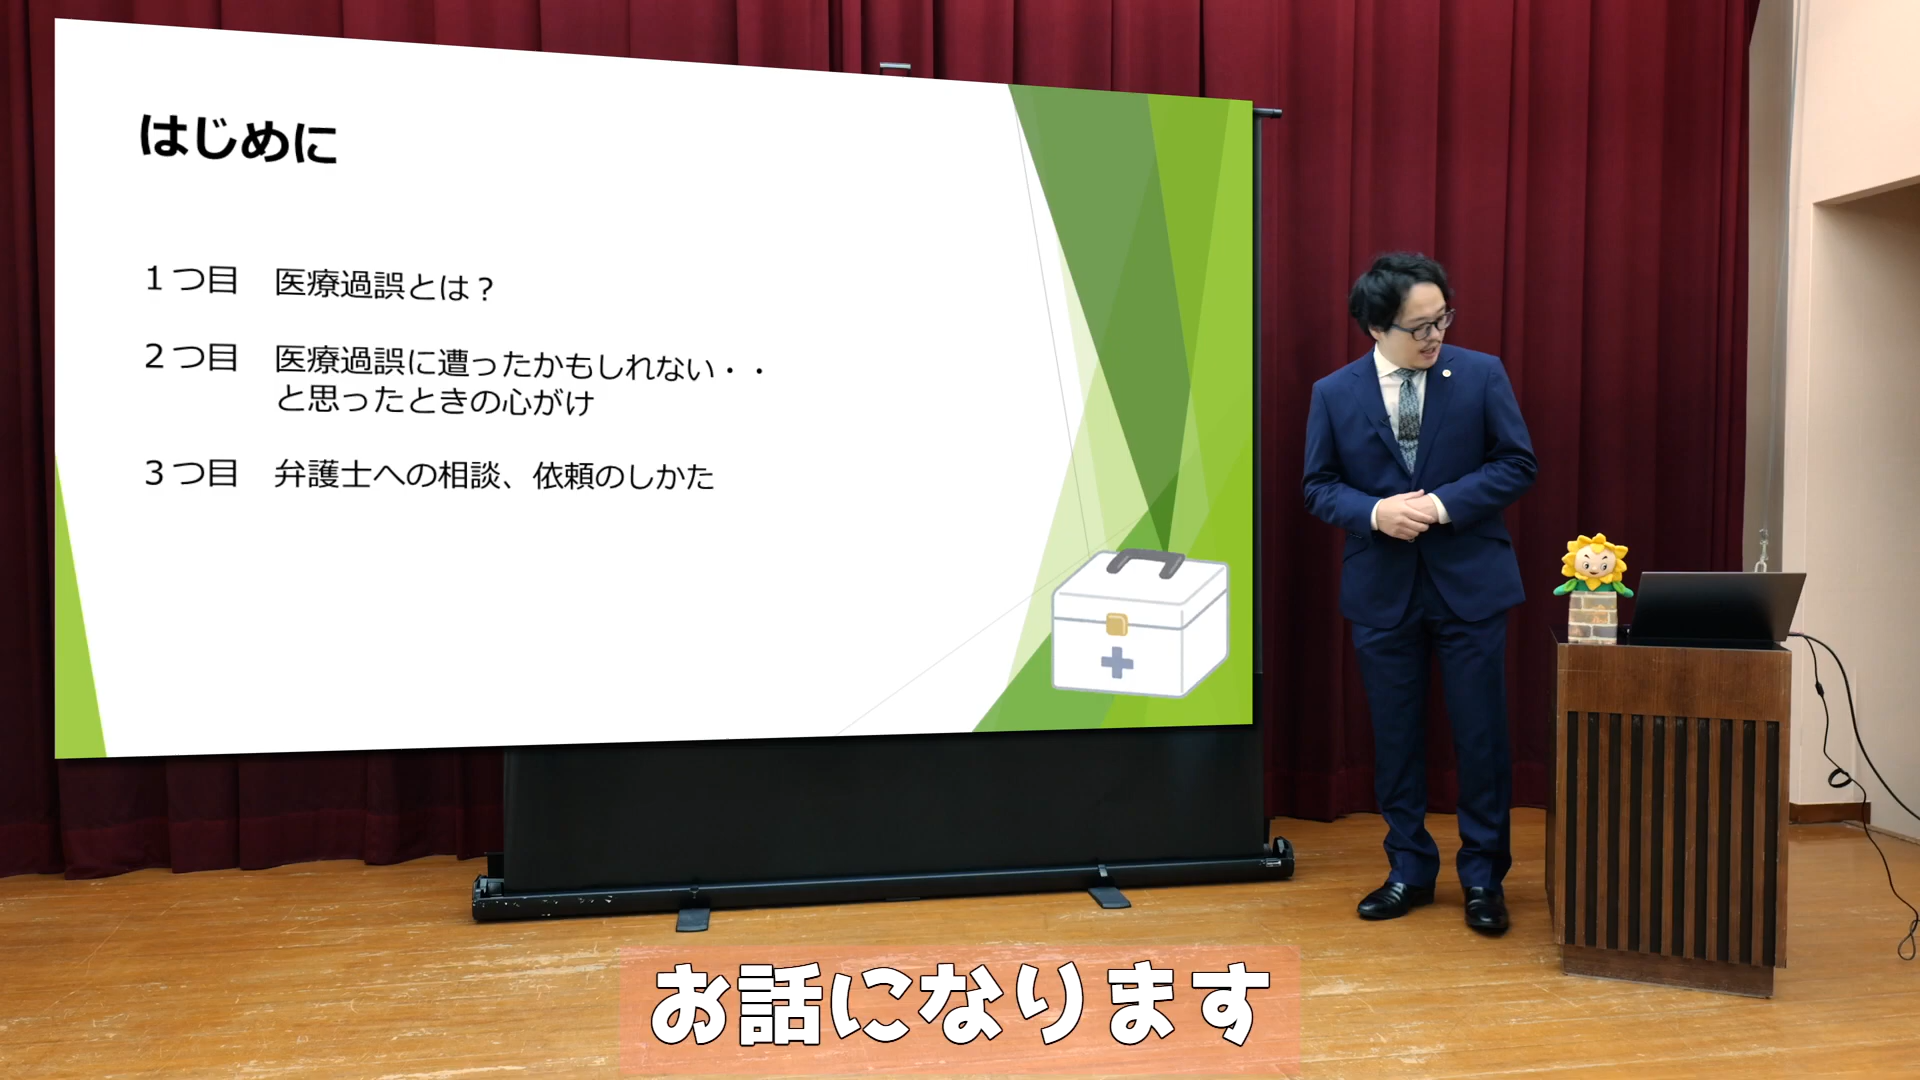 はじめに
１つ目　医療過誤とは？
２つ目　医療過誤に遭ったかもしれない・・
と思ったときの心がけ
３つ目　弁護士への相談、依頼のしかた
お話になります